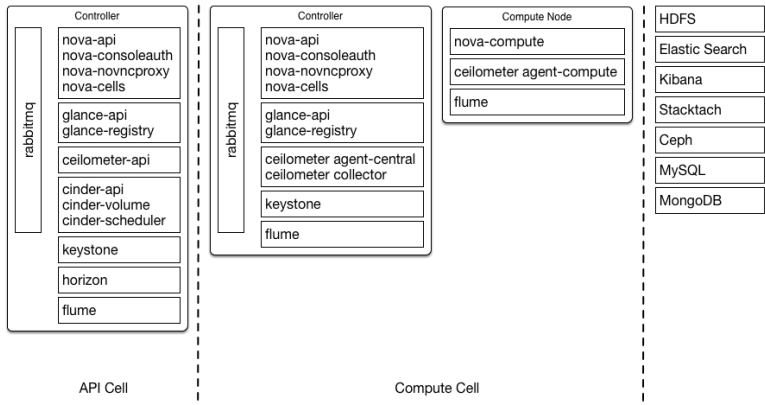 Controller
rabbitmq
nova-api
nova-consoleauth
nova-novncproxy
nova-cells
glance-api
glance-registry
ceilometer-api
cinder-api
cinder-volume
cinder-scheduler
keystone
horizon
flume
API Cell
Controller
rabbitmq
nova-api
nova-consoleauth
nova-novncproxy
nova-cells
glance-api
glance-registry
ceilometer agent-central
ceilometer collector
keystone
flume
Compute Node
nova-compute
ceilometer agent-compute
flume
Compute Cell
HDFS
Elastic Search
Kibana
Stacktach
Ceph
MySQL
MongoDB